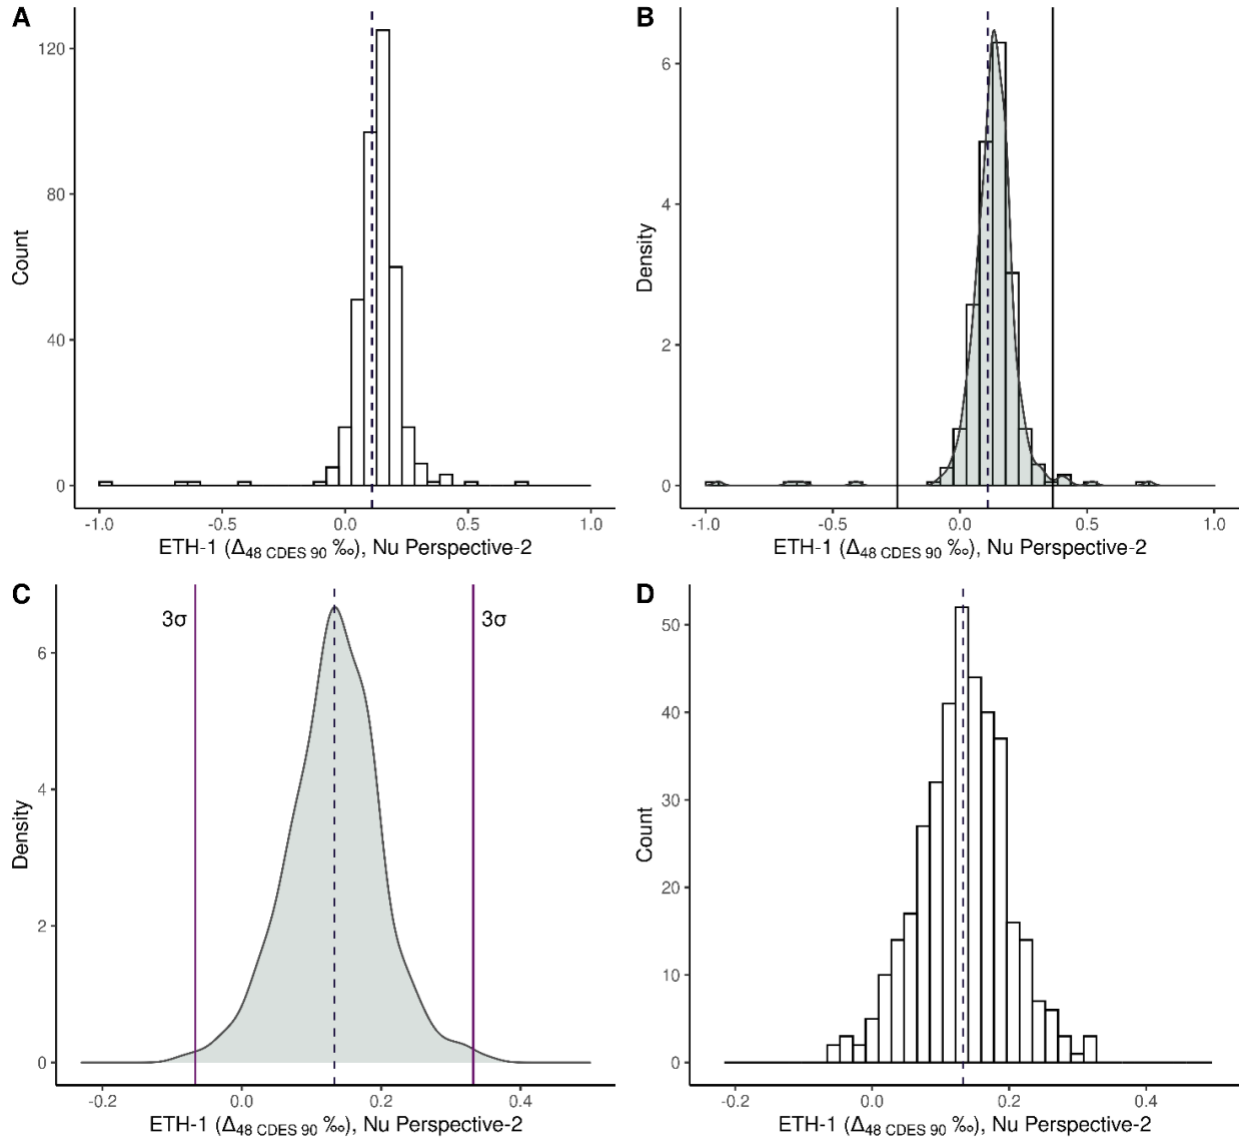 A
120
80
40
0
Count
-1.0 -0.5 0.0 0.5 1.0
ETH-1 (Δ48 CDES 90 ‰), Nu Perspective-2
B
6
4
2
0
Density
-1.0 -0.5 0.0 0.5 1.0
ETH-1 (Δ48 CDES 90 ‰), Nu Perspective-2
C
3σ 3σ
6
4
2
0
Density
-0.2 0.0 0.2 0.4
ETH-1 (Δ48 CDES 90 ‰), Nu Perspective-2
D
50
40
30
20
10
0
Count
-0.2 0.0 0.2 0.4
ETH-1 (Δ48 CDES 90 ‰), Nu Perspective-2